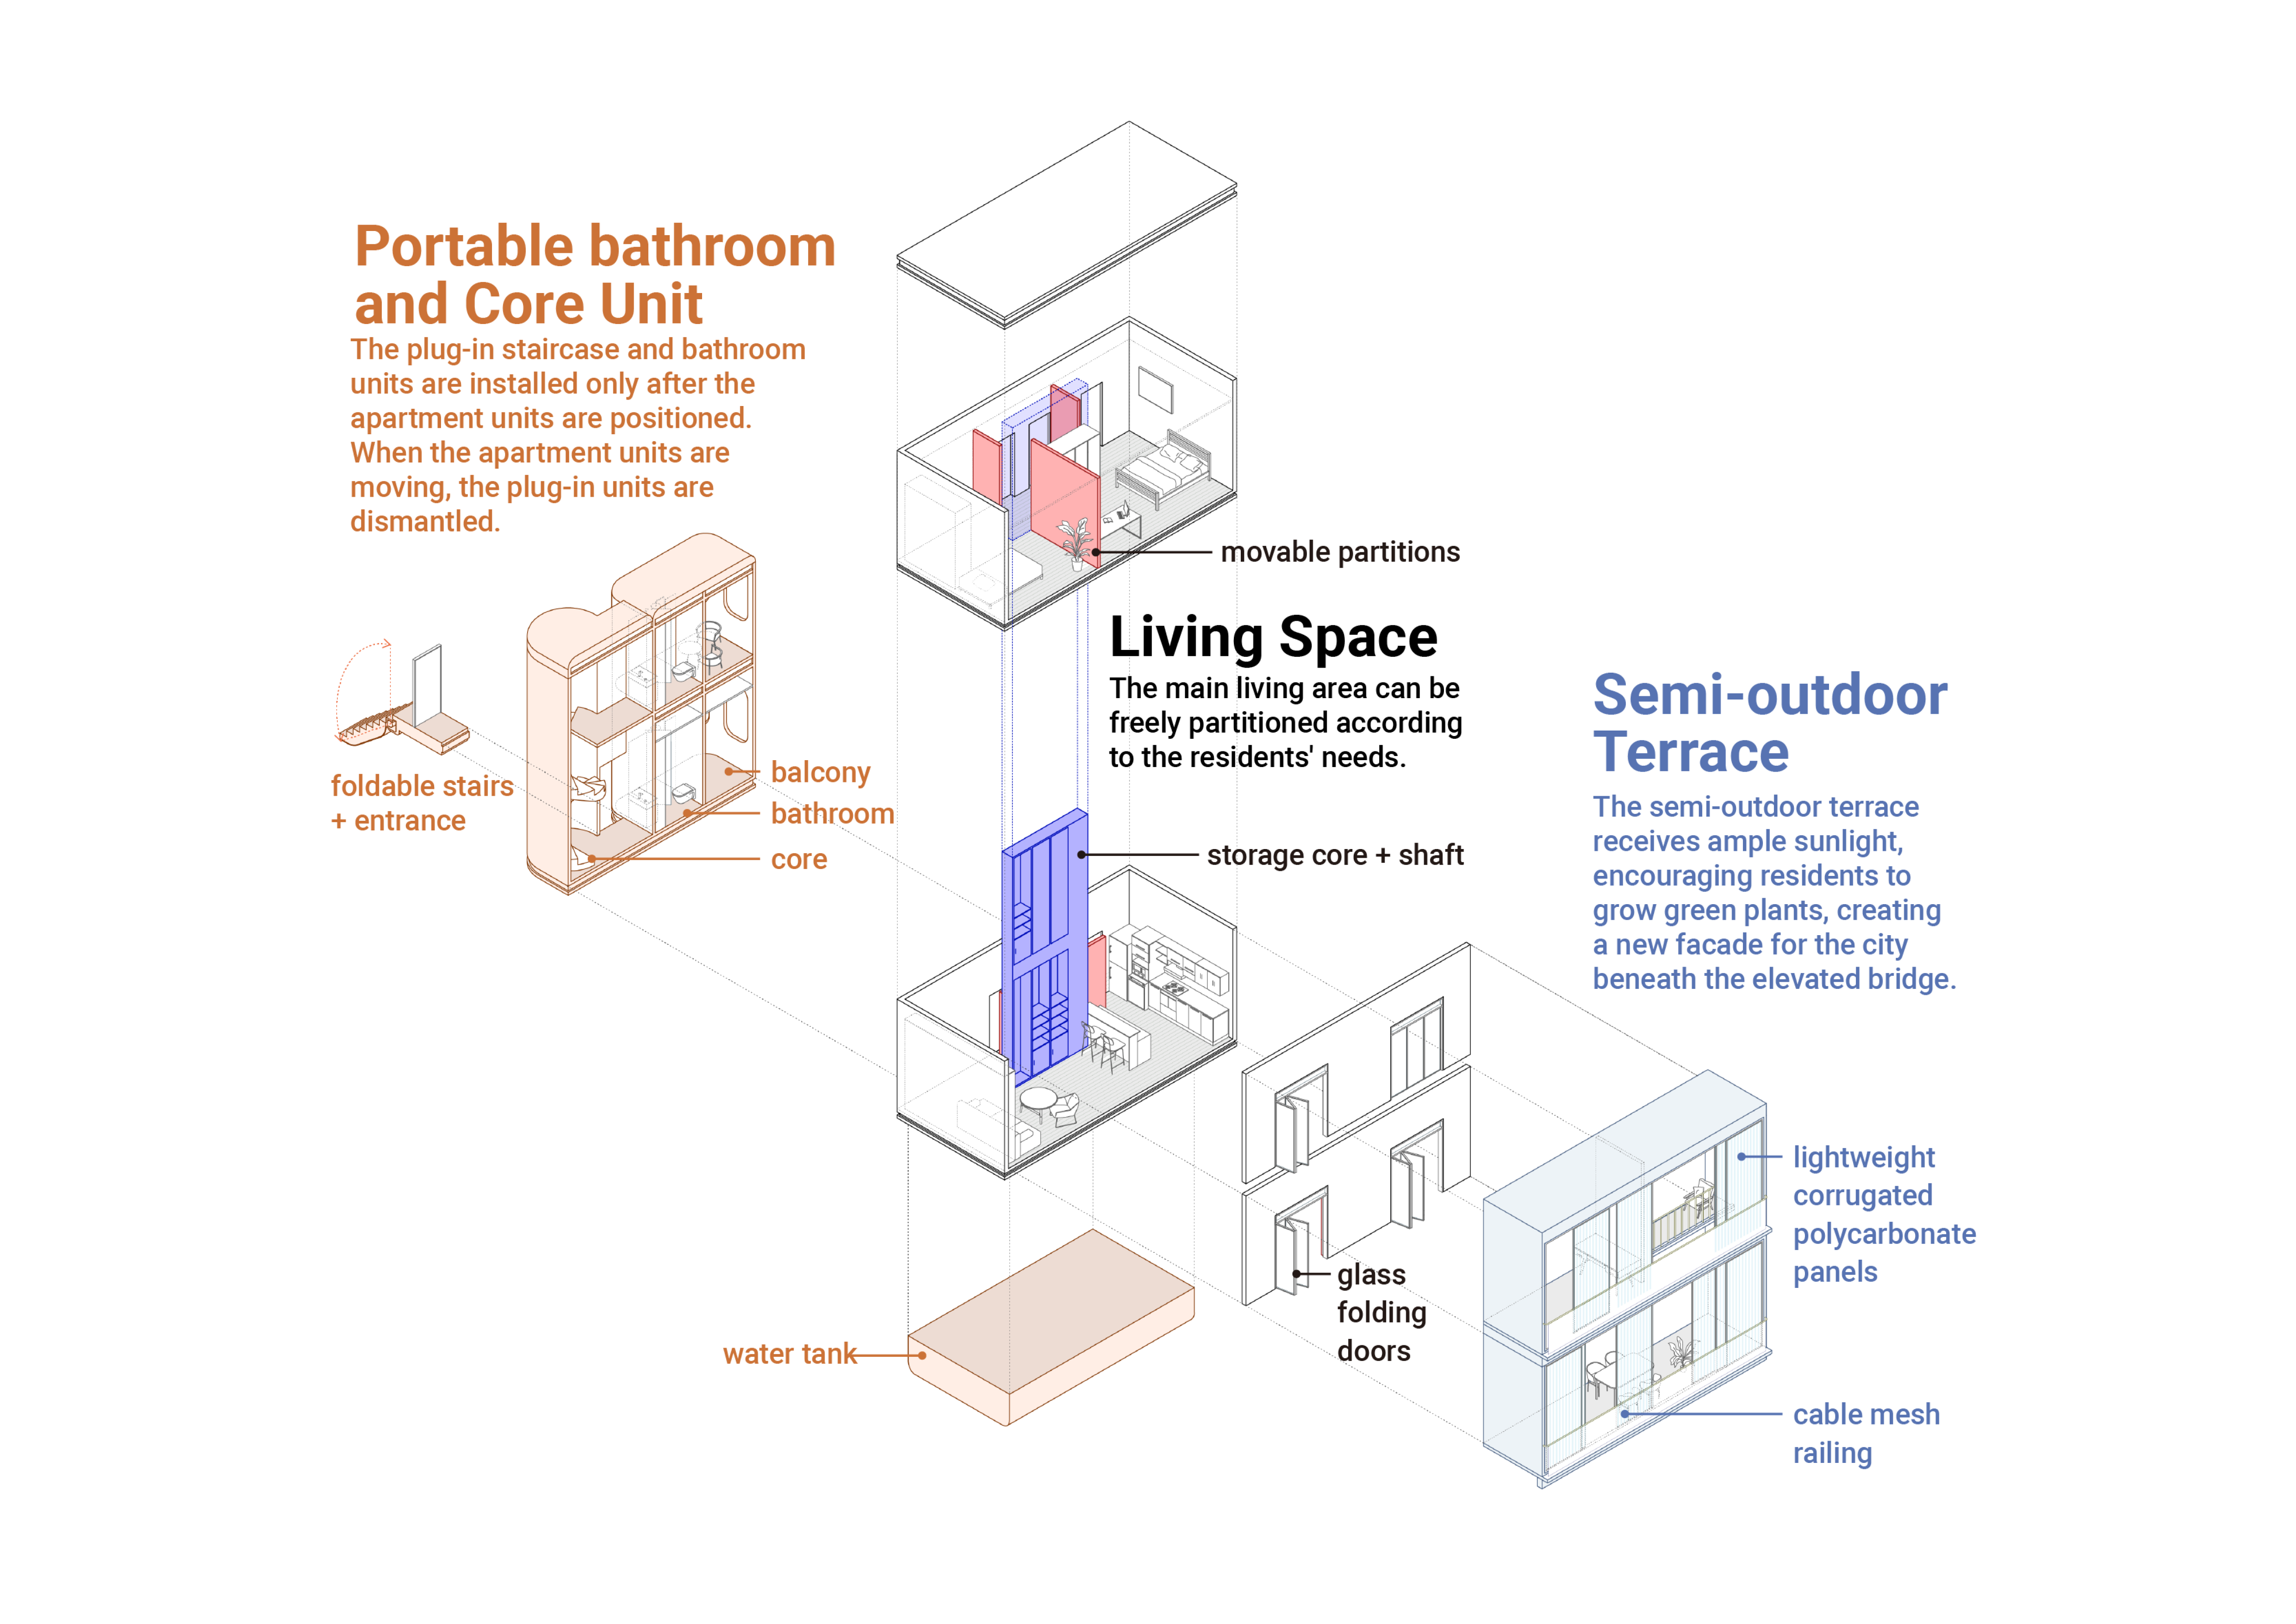 Portable bathroom
and Core Unit
The plug-in staircase and bathroom
units are installed only after the
apartment units are positioned.
When the apartment units are
moving, the plug-in units are
dismantled.
foldable stairs
+ entrance
balcony
bathroom
core
movable partitions
Living Space
The main living area can be
freely partitioned according
to the residents' needs.
storage core + shaft
water tank
glass
folding
doors
Semi-outdoor
Terrace
The semi-outdoor terrace
receives ample sunlight,
encouraging residents to
grow green plants, creating
a new facade for the city
beneath the elevated bridge.
lightweight
corrugated
polycarbonate
panels
cable mesh
railing